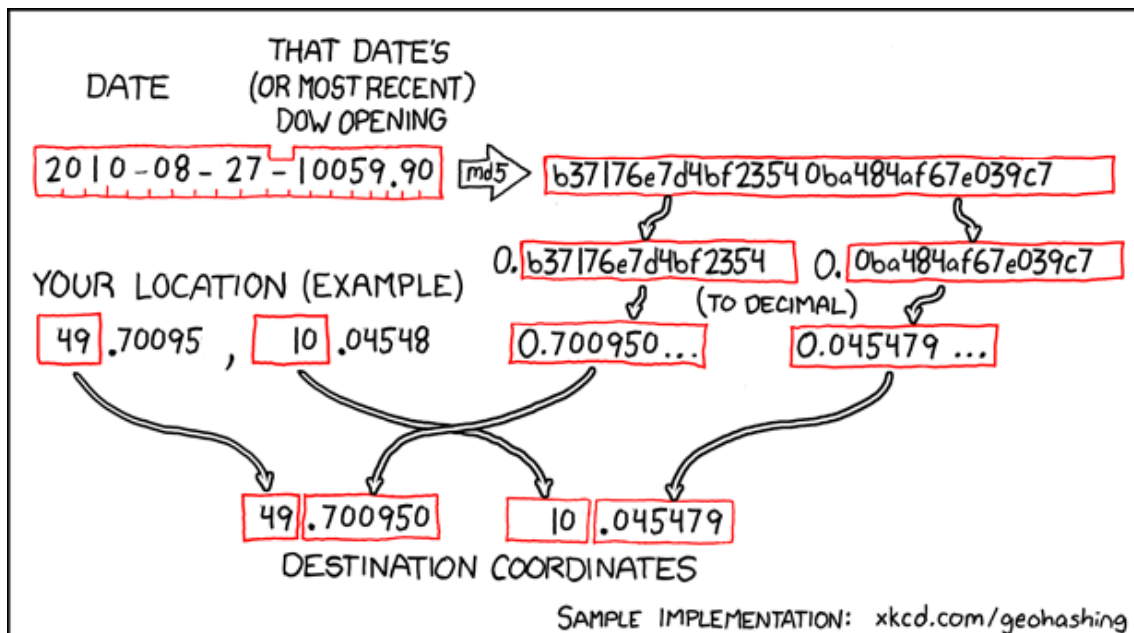 DATE
THAT DATE'S
(OR MOST RECENT)
DOW OPENING
2010-08-27-10059.90
md5
b37176e7d4bf23540ba484af67e039c7
0.b37176e7d4bf2354
0.0ba484af67e039c7
YOUR LOCATION (EXAMPLE)
(TO DECIMAL)
49.70095, 10.04548
0.700950...
0.045479...
49.700950
10.045479
DESTINATION COORDINATES
SAMPLE IMPLEMENTATION: xkcd.com/geohashing